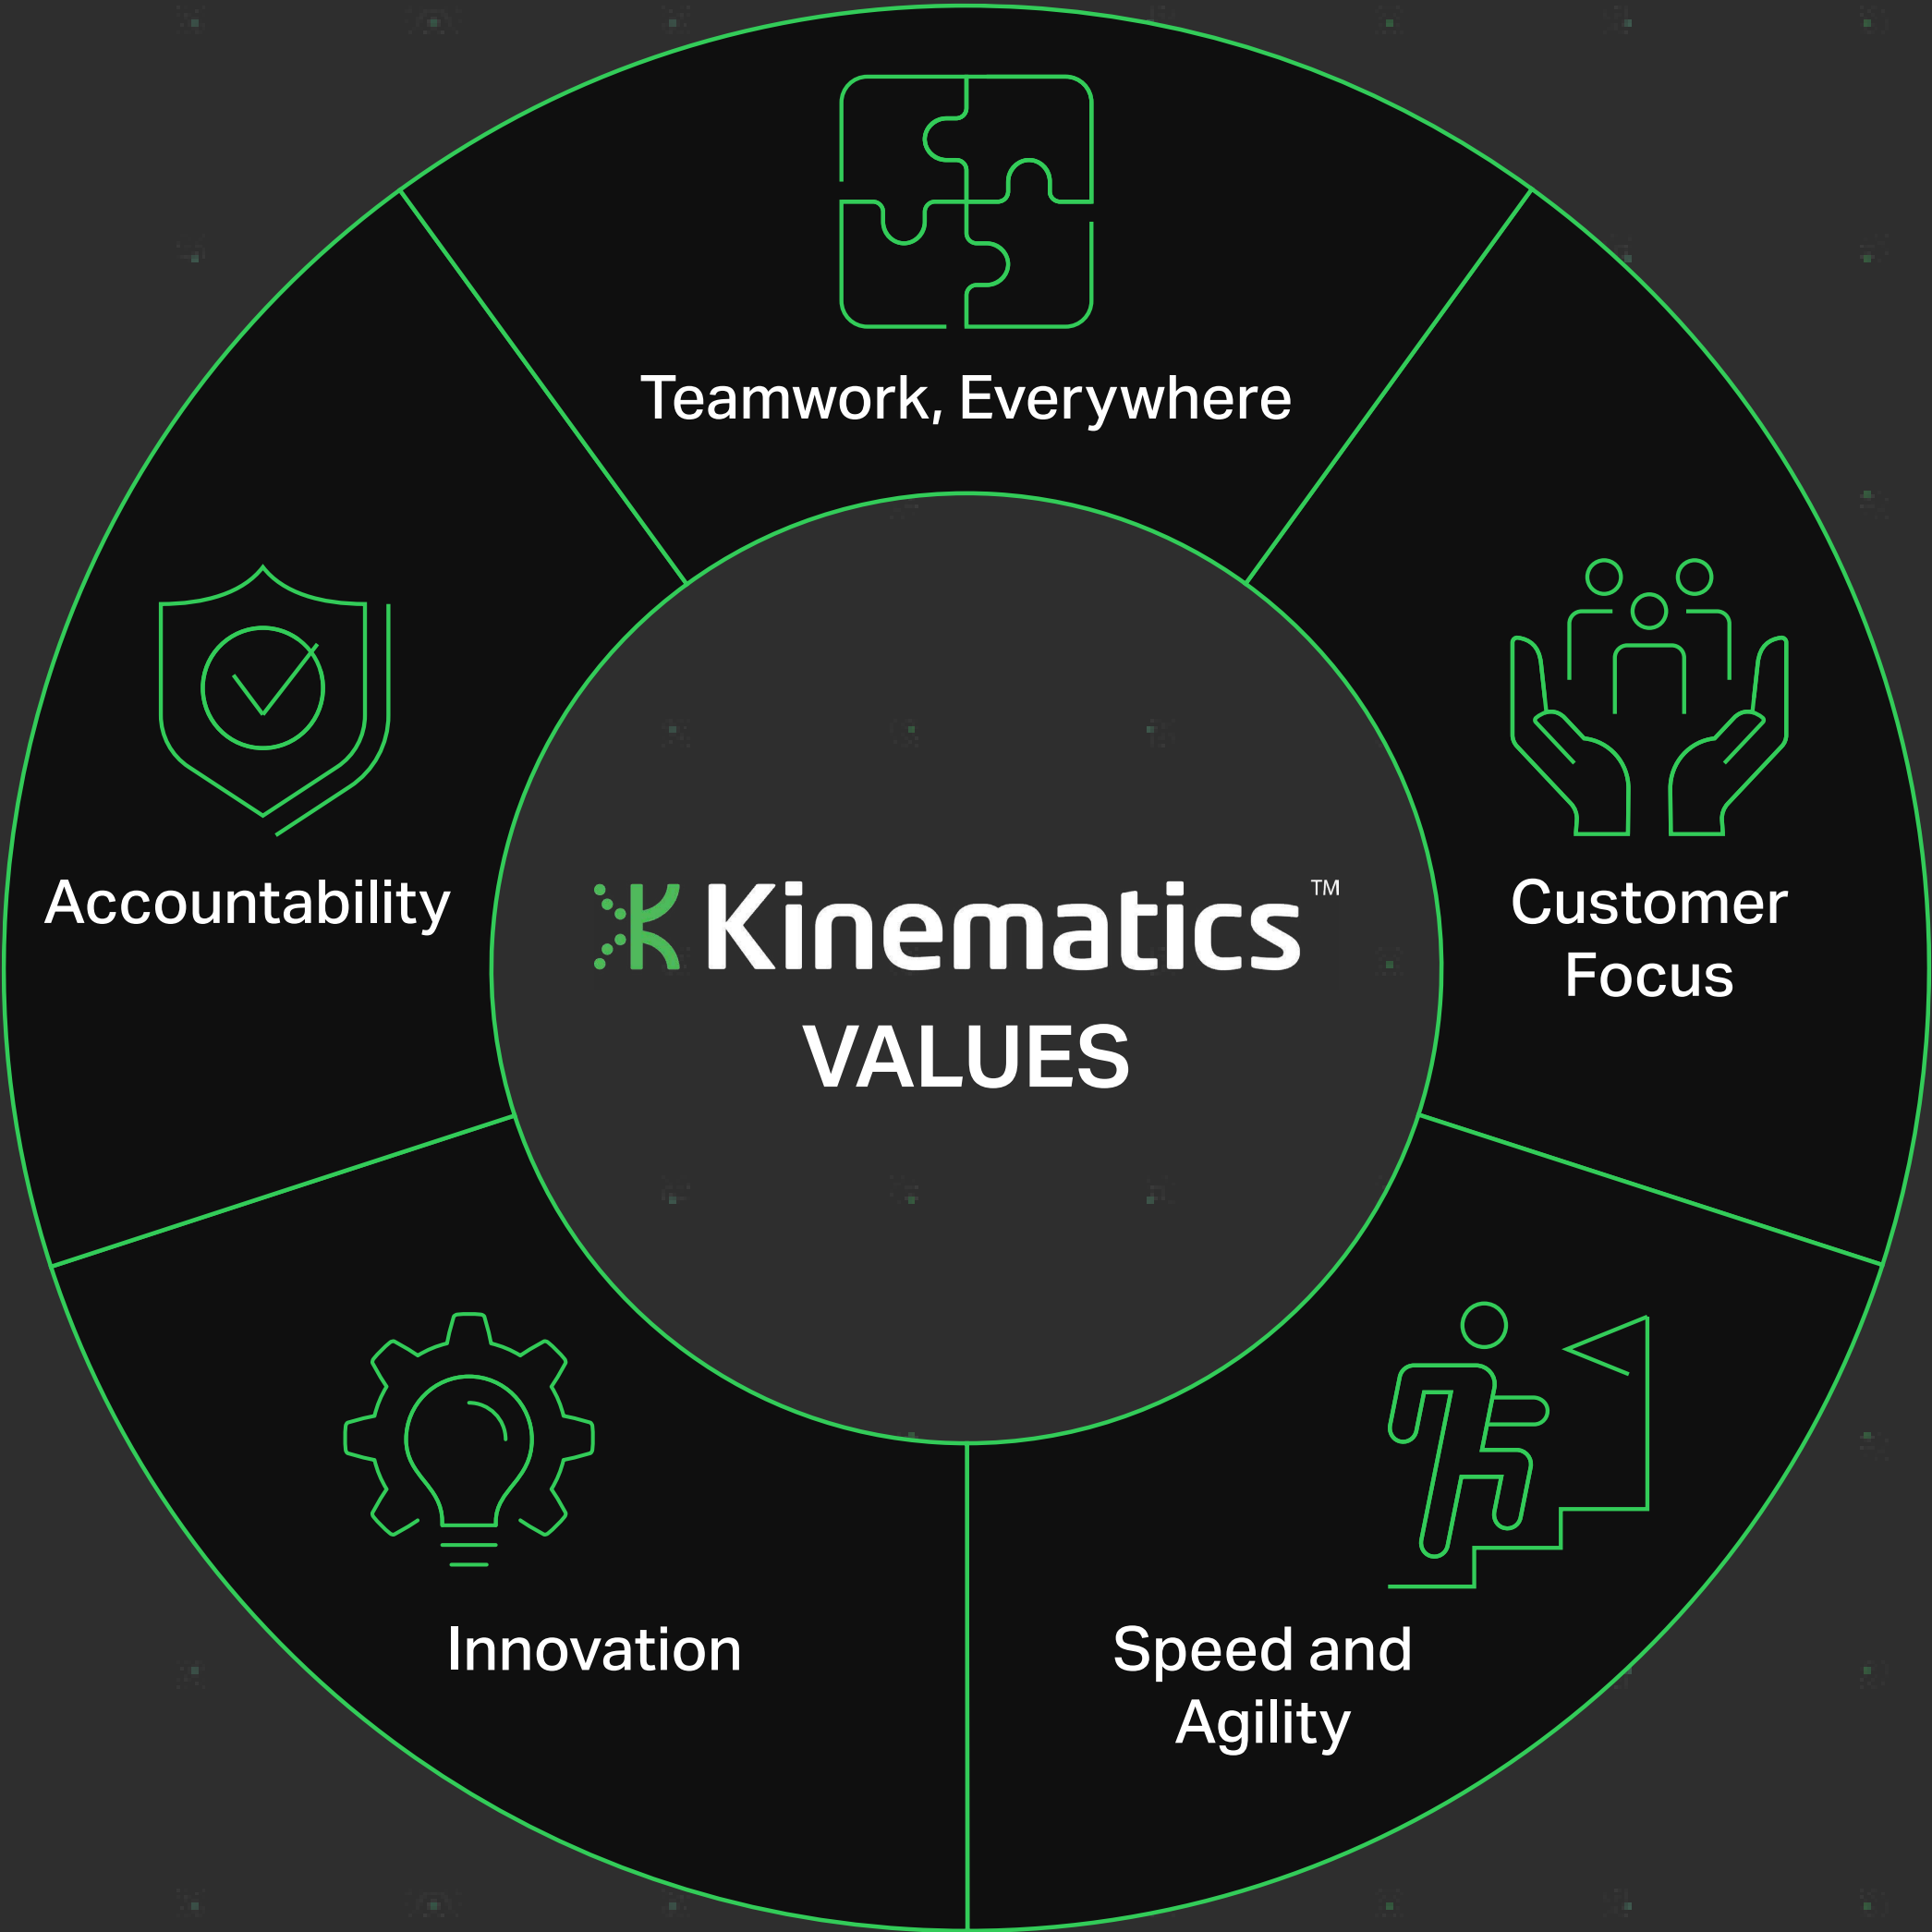 Teamwork, Everywhere
Accountability
Customer
Focus
Kinematics™
VALUES
Innovation
Speed and
Agility